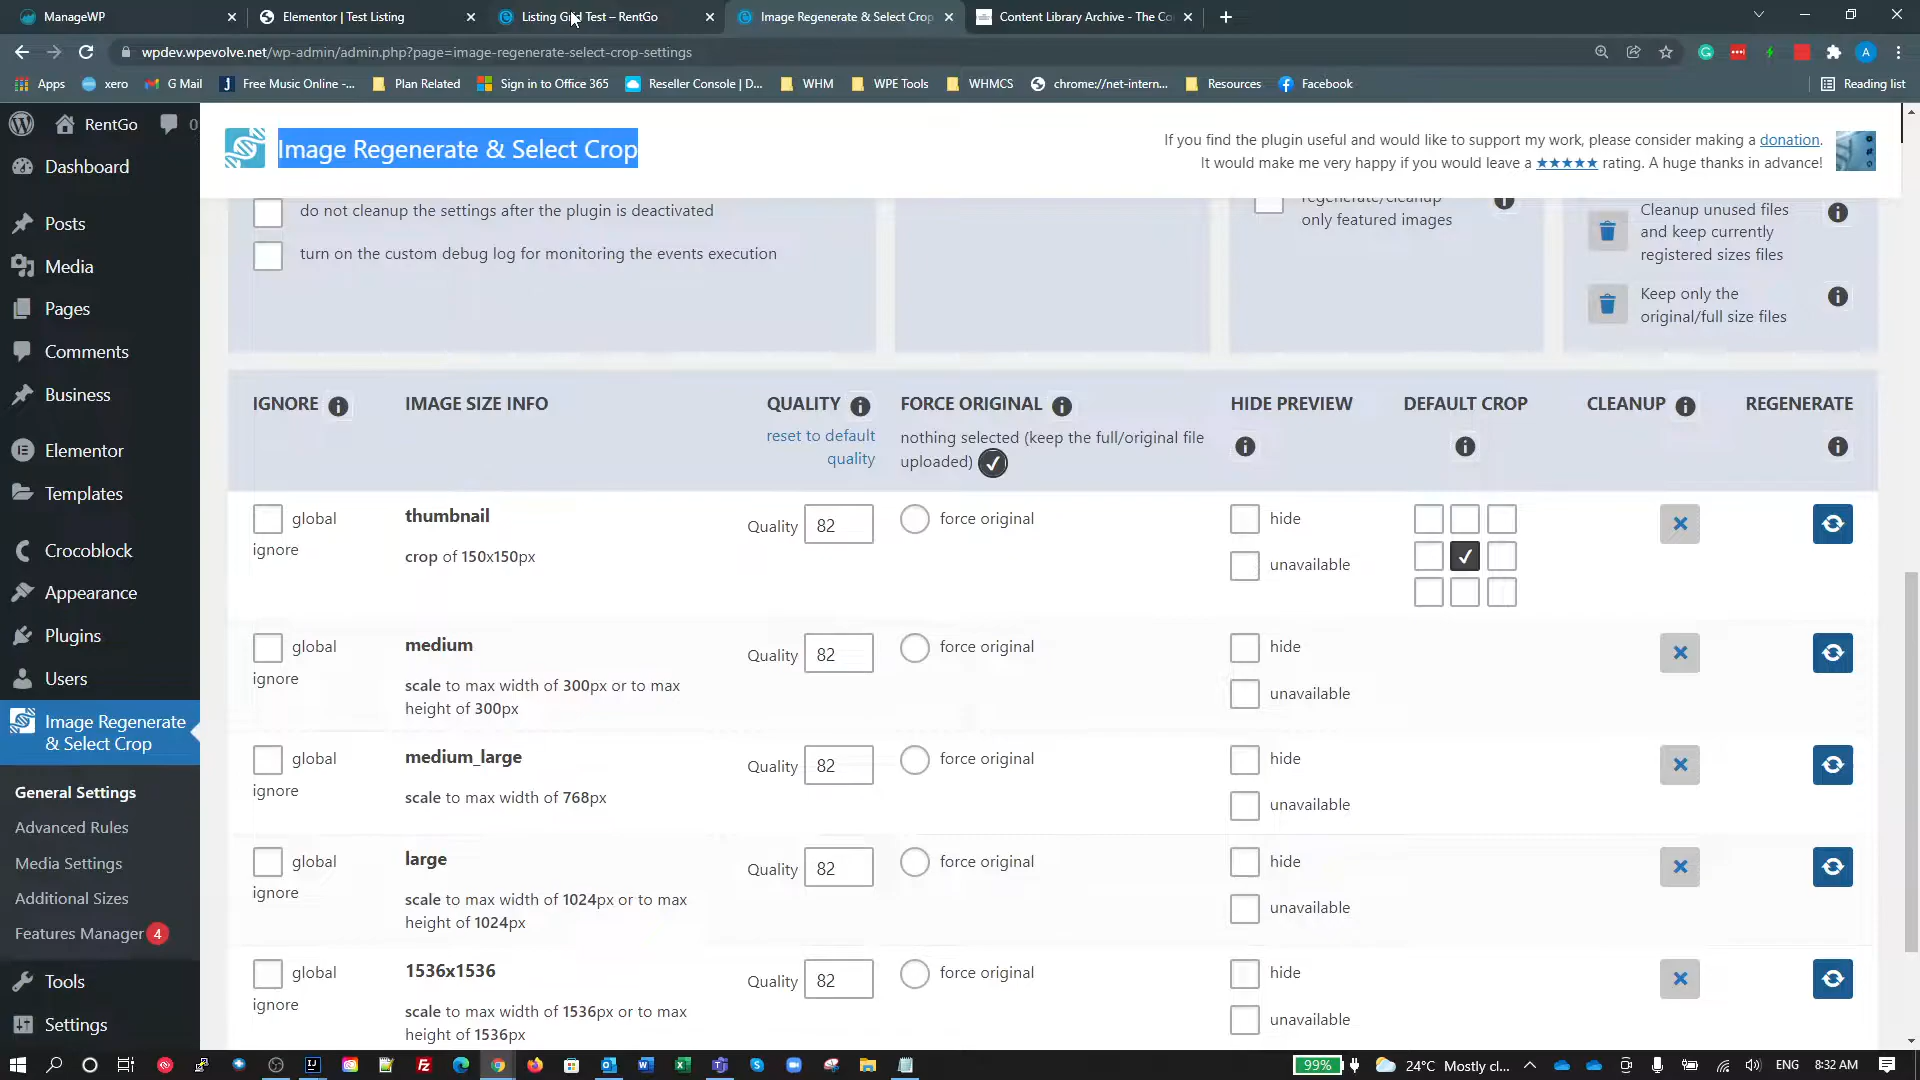 ManageWP
Elementor | Test Listing
Listing Grid Test – RentGo
Image Regenerate & Select Crop
Content Library Archive - The Co
wpdev.wpevolve.net/wp-admin/admin.php?page=image-regenerate-select-crop-settings
Apps
xero
G Mail
Free Music Online -...
Plan Related
Sign in to Office 365
Reseller Console | D...
WHM
WPE Tools
WHMCS
chrome://net-intern...
Resources
Facebook
Reading list
RentGo
0
Dashboard
Posts
Media
Pages
Comments
Business
Elementor
Templates
Crocoblock
Appearance
Plugins
Users
Image Regenerate
& Select Crop
General Settings
Advanced Rules
Media Settings
Additional Sizes
Features Manager 4
Tools
Settings
Image Regenerate & Select Crop
If you find the plugin useful and would like to support my work, please consider making a donation.
It would make me very happy if you would leave a ★★★★★ rating. A huge thanks in advance!
do not cleanup the settings after the plugin is deactivated
turn on the custom debug log for monitoring the events execution
regenerate/cleanup
only featured images
Cleanup unused files
and keep currently
registered sizes files
Keep only the
original/full size files
IGNORE
IMAGE SIZE INFO
QUALITY
reset to default
quality
FORCE ORIGINAL
nothing selected (keep the full/original file
uploaded)
HIDE PREVIEW
DEFAULT CROP
CLEANUP
REGENERATE
global
ignore
thumbnail
crop of 150x150px
Quality 82
force original
hide
unavailable
global
ignore
medium
scale to max width of 300px or to max
height of 300px
Quality 82
force original
hide
unavailable
global
ignore
medium_large
scale to max width of 768px
Quality 82
force original
hide
unavailable
global
ignore
large
scale to max width of 1024px or to max
height of 1024px
Quality 82
force original
hide
unavailable
global
ignore
1536x1536
scale to max width of 1536px or to max
height of 1536px
Quality 82
force original
hide
unavailable
99%
24°C Mostly cl...
ENG
8:32 AM